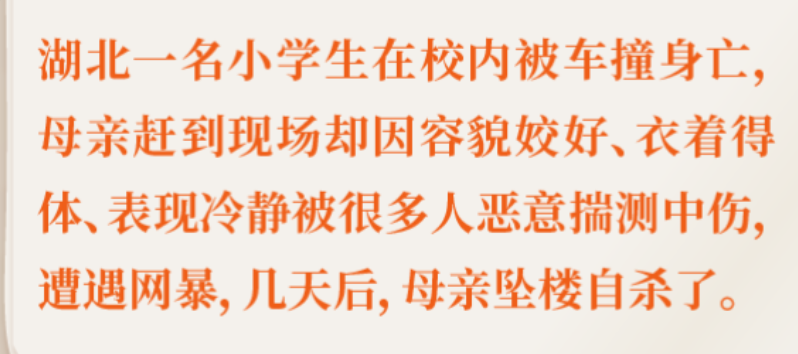 湖北一名小学生在校内被车撞身亡，
母亲赶到现场却因容貌姣好、衣着得
体、表现冷静被很多人恶意揣测中伤，
遭遇网暴，几天后，母亲坠楼自杀了。